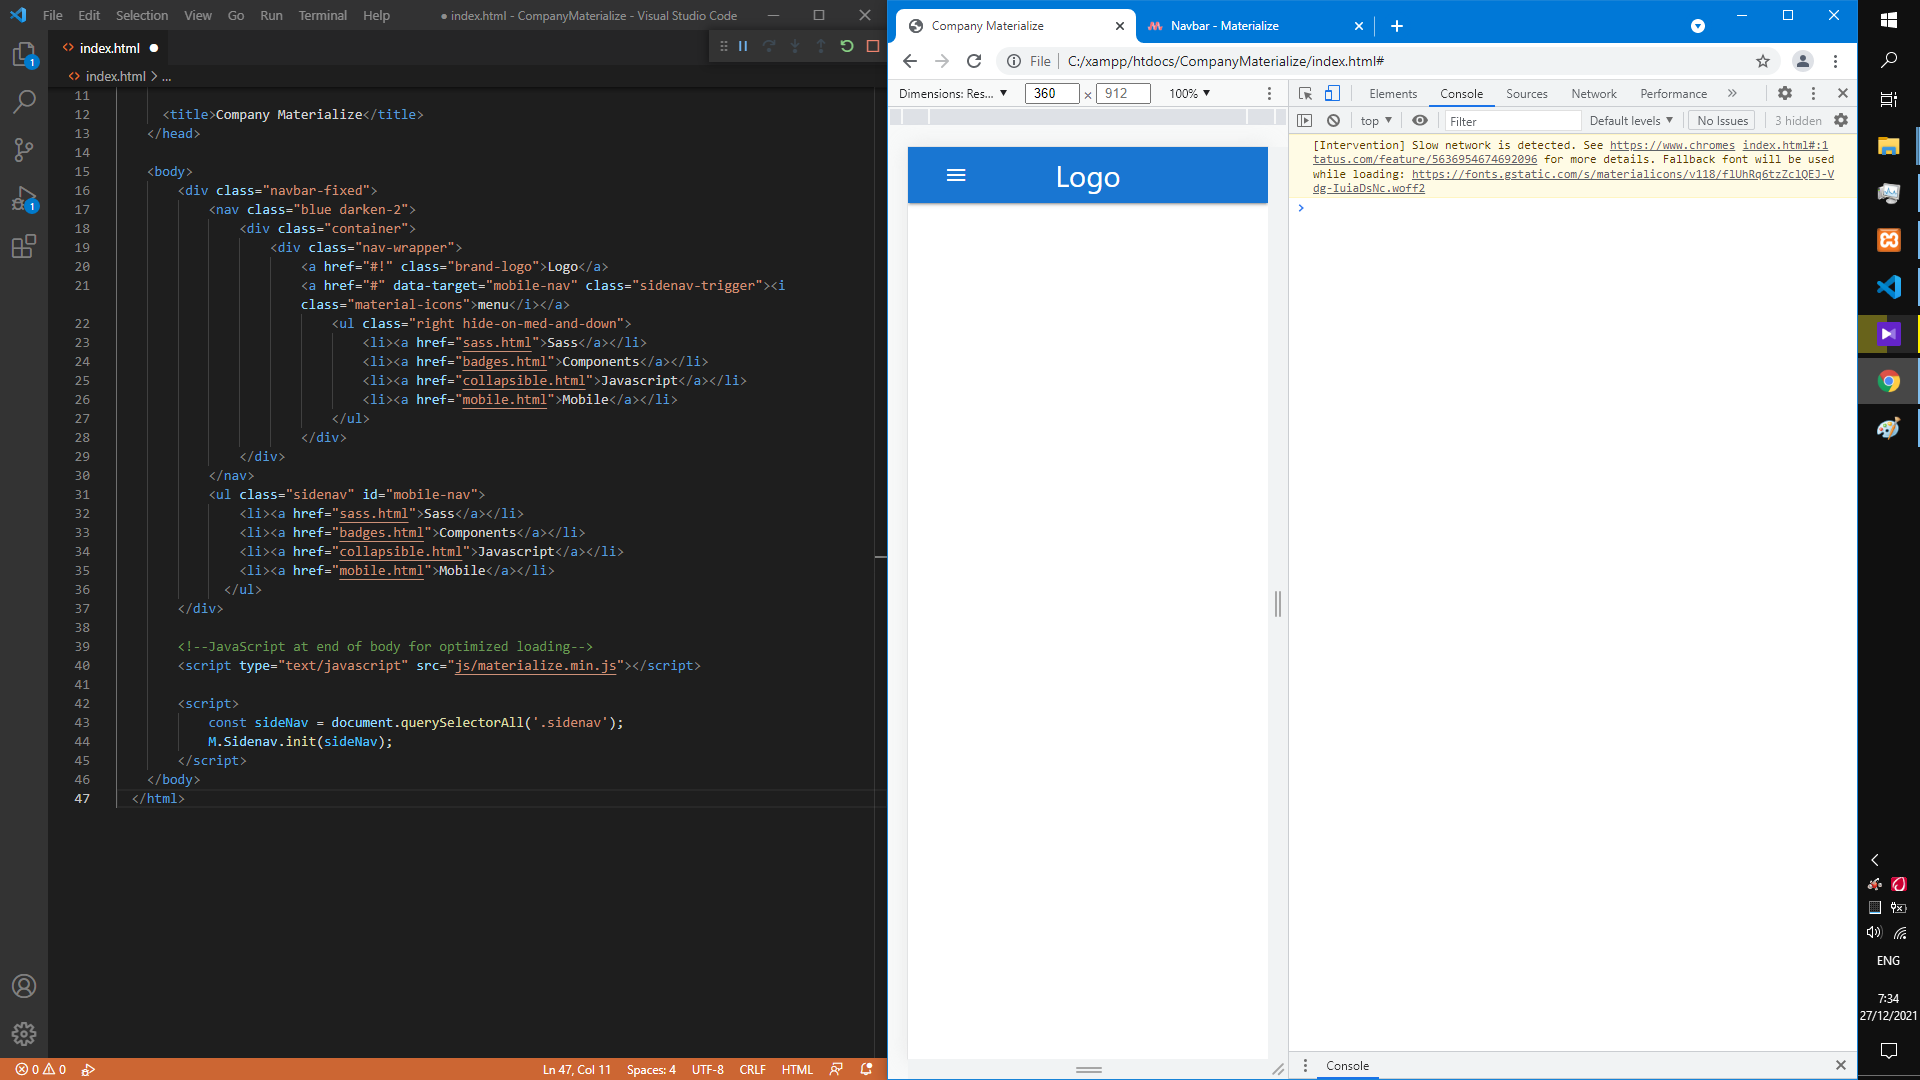 File Edit Selection View Go Run Terminal Help
● index.html - CompanyMaterialize - Visual Studio Code
index.html ●
index.html > ...
11
12 <title>Company Materialize</title>
13 </head>
14
15 <body>
16 <div class="navbar-fixed">
17 <nav class="blue darken-2">
18 <div class="container">
19 <div class="nav-wrapper">
20 <a href="#!" class="brand-logo">Logo</a>
21 <a href="#" data-target="mobile-nav" class="sidenav-trigger"><i
class="material-icons">menu</i></a>
22 <ul class="right hide-on-med-and-down">
23 <li><a href="sass.html">Sass</a></li>
24 <li><a href="badges.html">Components</a></li>
25 <li><a href="collapsible.html">Javascript</a></li>
26 <li><a href="mobile.html">Mobile</a></li>
27 </ul>
28 </div>
29 </div>
30 </nav>
31 <ul class="sidenav" id="mobile-nav">
32 <li><a href="sass.html">Sass</a></li>
33 <li><a href="badges.html">Components</a></li>
34 <li><a href="collapsible.html">Javascript</a></li>
35 <li><a href="mobile.html">Mobile</a></li>
36 </ul>
37 </div>
38
39 <!--JavaScript at end of body for optimized loading-->
40 <script type="text/javascript" src="js/materialize.min.js"></script>
41
42 <script>
43 const sideNav = document.querySelectorAll('.sidenav');
44 M.Sidenav.init(sideNav);
45 </script>
46 </body>
47 </html>
1
1
0 0
Ln 47, Col 11 Spaces: 4 UTF-8 CRLF HTML
Company Materialize
Navbar - Materialize
File C:/xampp/htdocs/CompanyMaterialize/index.html#
Dimensions: Res... ▼ 360 × 912 100% ▼
Logo
Elements Console Sources Network Performance »
top ▼ Filter Default levels ▼ No Issues 3 hidden
[Intervention] Slow network is detected. See https://www.chromes index.html#:1
tatus.com/feature/5636954674692096 for more details. Fallback font will be used
while loading: https://fonts.gstatic.com/s/materialicons/v118/flUhRq6tzZclQEJ-V
dg-IuiaDsNc.woff2
Console
ENG
7:34
27/12/2021